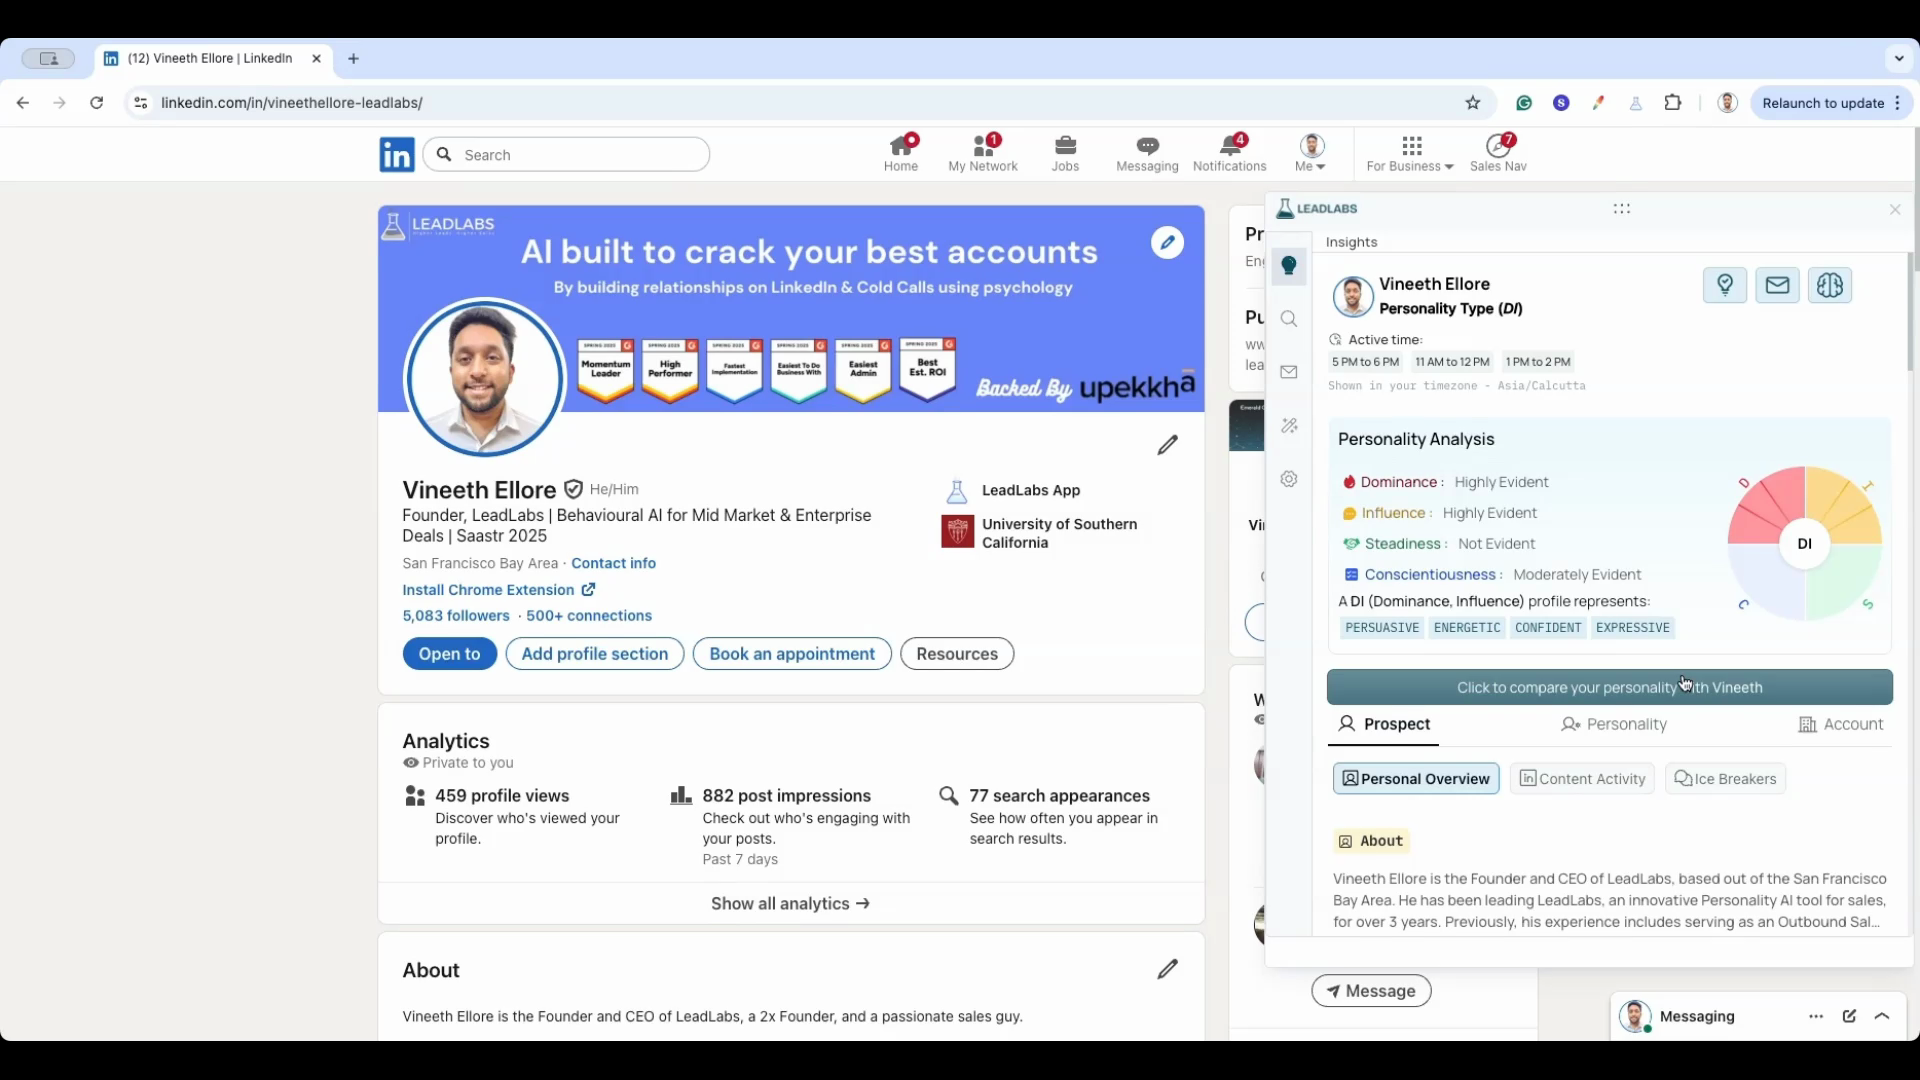 (12) Vineeth Ellore | LinkedIn
linkedin.com/in/vineethellore-leadlabs/
Relaunch to update
in
Search
Home
My Network
1
Jobs
Messaging
Notifications
4
Me
For Business
Sales Nav
7
LEADLABS
AI built to crack your best accounts
By building relationships on LinkedIn & Cold Calls using psychology
SPRING 2025
Momentum Leader
SPRING 2025
High Performer
SPRING 2025
Fastest Implementation
SPRING 2025
Easiest To Do Business With
SPRING 2025
Easiest Admin
SPRING 2025
Best Est. ROI
Backed By upekkha
Vineeth Ellore He/Him
Founder, LeadLabs | Behavioural AI for Mid Market & Enterprise
Deals | Saastr 2025
San Francisco Bay Area · Contact info
Install Chrome Extension
5,083 followers · 500+ connections
LeadLabs App
University of Southern
California
Open to
Add profile section
Book an appointment
Resources
Analytics
Private to you
459 profile views
Discover who's viewed your
profile.
882 post impressions
Check out who's engaging with
your posts.
Past 7 days
77 search appearances
See how often you appear in
search results.
Show all analytics →
About
Vineeth Ellore is the Founder and CEO of LeadLabs, a 2x Founder, and a passionate sales guy.
LEADLABS
Insights
Vineeth Ellore
Personality Type (DI)
Active time:
5 PM to 6 PM 11 AM to 12 PM 1 PM to 2 PM
Shown in your timezone - Asia/Calcutta
Personality Analysis
Dominance : Highly Evident
Influence : Highly Evident
Steadiness : Not Evident
Conscientiousness : Moderately Evident
D
I
DI
C
S
A DI (Dominance, Influence) profile represents:
PERSUASIVE ENERGETIC CONFIDENT EXPRESSIVE
Click to compare your personality with Vineeth
Prospect
Personality
Account
Personal Overview
Content Activity
Ice Breakers
About
Vineeth Ellore is the Founder and CEO of LeadLabs, based out of the San Francisco
Bay Area. He has been leading LeadLabs, an innovative Personality AI tool for sales,
for over 3 years. Previously, his experience includes serving as an Outbound Sal...
Message
Messaging